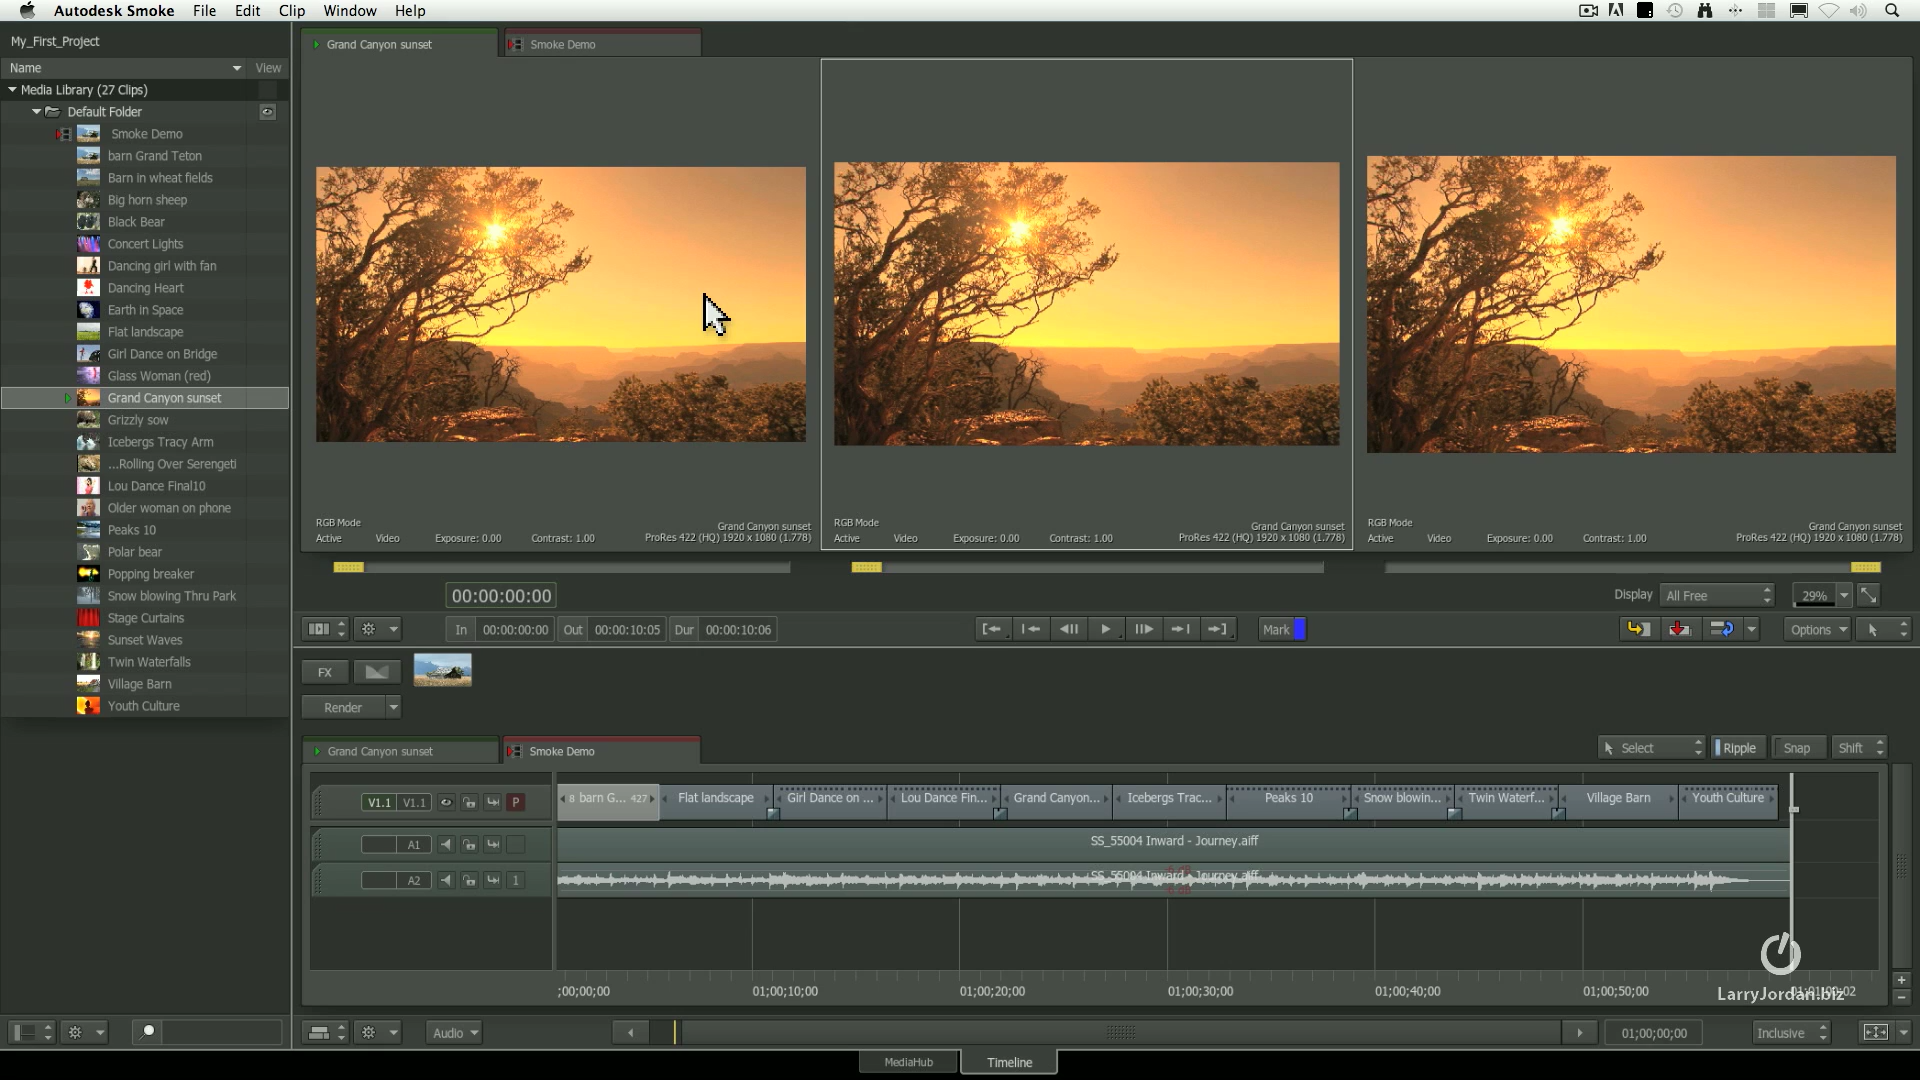 Autodesk Smoke File Edit Clip Window Help
My_First_Project
Name View
Media Library (27 Clips)
Default Folder
Smoke Demo
barn Grand Teton
Barn in wheat fields
Big horn sheep
Black Bear
Concert Lights
Dancing girl with fan
Dancing Heart
Earth in Space
Flat landscape
Girl Dance on Bridge
Glass Woman (red)
Grand Canyon sunset
Grizzly sow
Icebergs Tracy Arm
...Rolling Over Serengeti
Lou Dance Final10
Older woman on phone
Peaks 10
Polar bear
Popping breaker
Snow blowing Thru Park
Stage Curtains
Sunset Waves
Twin Waterfalls
Village Barn
Youth Culture
Grand Canyon sunset Smoke Demo
RGB Mode Grand Canyon sunset
Active Video Exposure: 0.00 Contrast: 1.00 ProRes 422 (HQ) 1920 x 1080 (1.778)
RGB Mode Grand Canyon sunset
Active Video Exposure: 0.00 Contrast: 1.00 ProRes 422 (HQ) 1920 x 1080 (1.778)
RGB Mode Grand Canyon sunset
Active Video Exposure: 0.00 Contrast: 1.00 ProRes 422 (HQ) 1920 x 1080 (1.778)
00:00:00:00 Display All Free 29%
In 00:00:00:00 Out 00:00:10:05 Dur 00:00:10:06 Mark Options
FX
Render
Grand Canyon sunset Smoke Demo Select Ripple Snap Shift
V1.1 V1.1 P 8 barn G... 427 Flat landscape Girl Dance on ... Lou Dance Fin... Grand Canyon... Icebergs Trac... Peaks 10 Snow blowin... Twin Waterf... Village Barn Youth Culture
A1 SS_55004 Inward - Journey.aiff
A2 1 SS_55004 Inward - Journey.aiff
;00;00;00 01;00;10;00 01;00;20;00 01;00;30;00 01;00;40;00 01;00;50;00
LarryJordan.biz
Audio 01;00;00;00 Inclusive
MediaHub Timeline